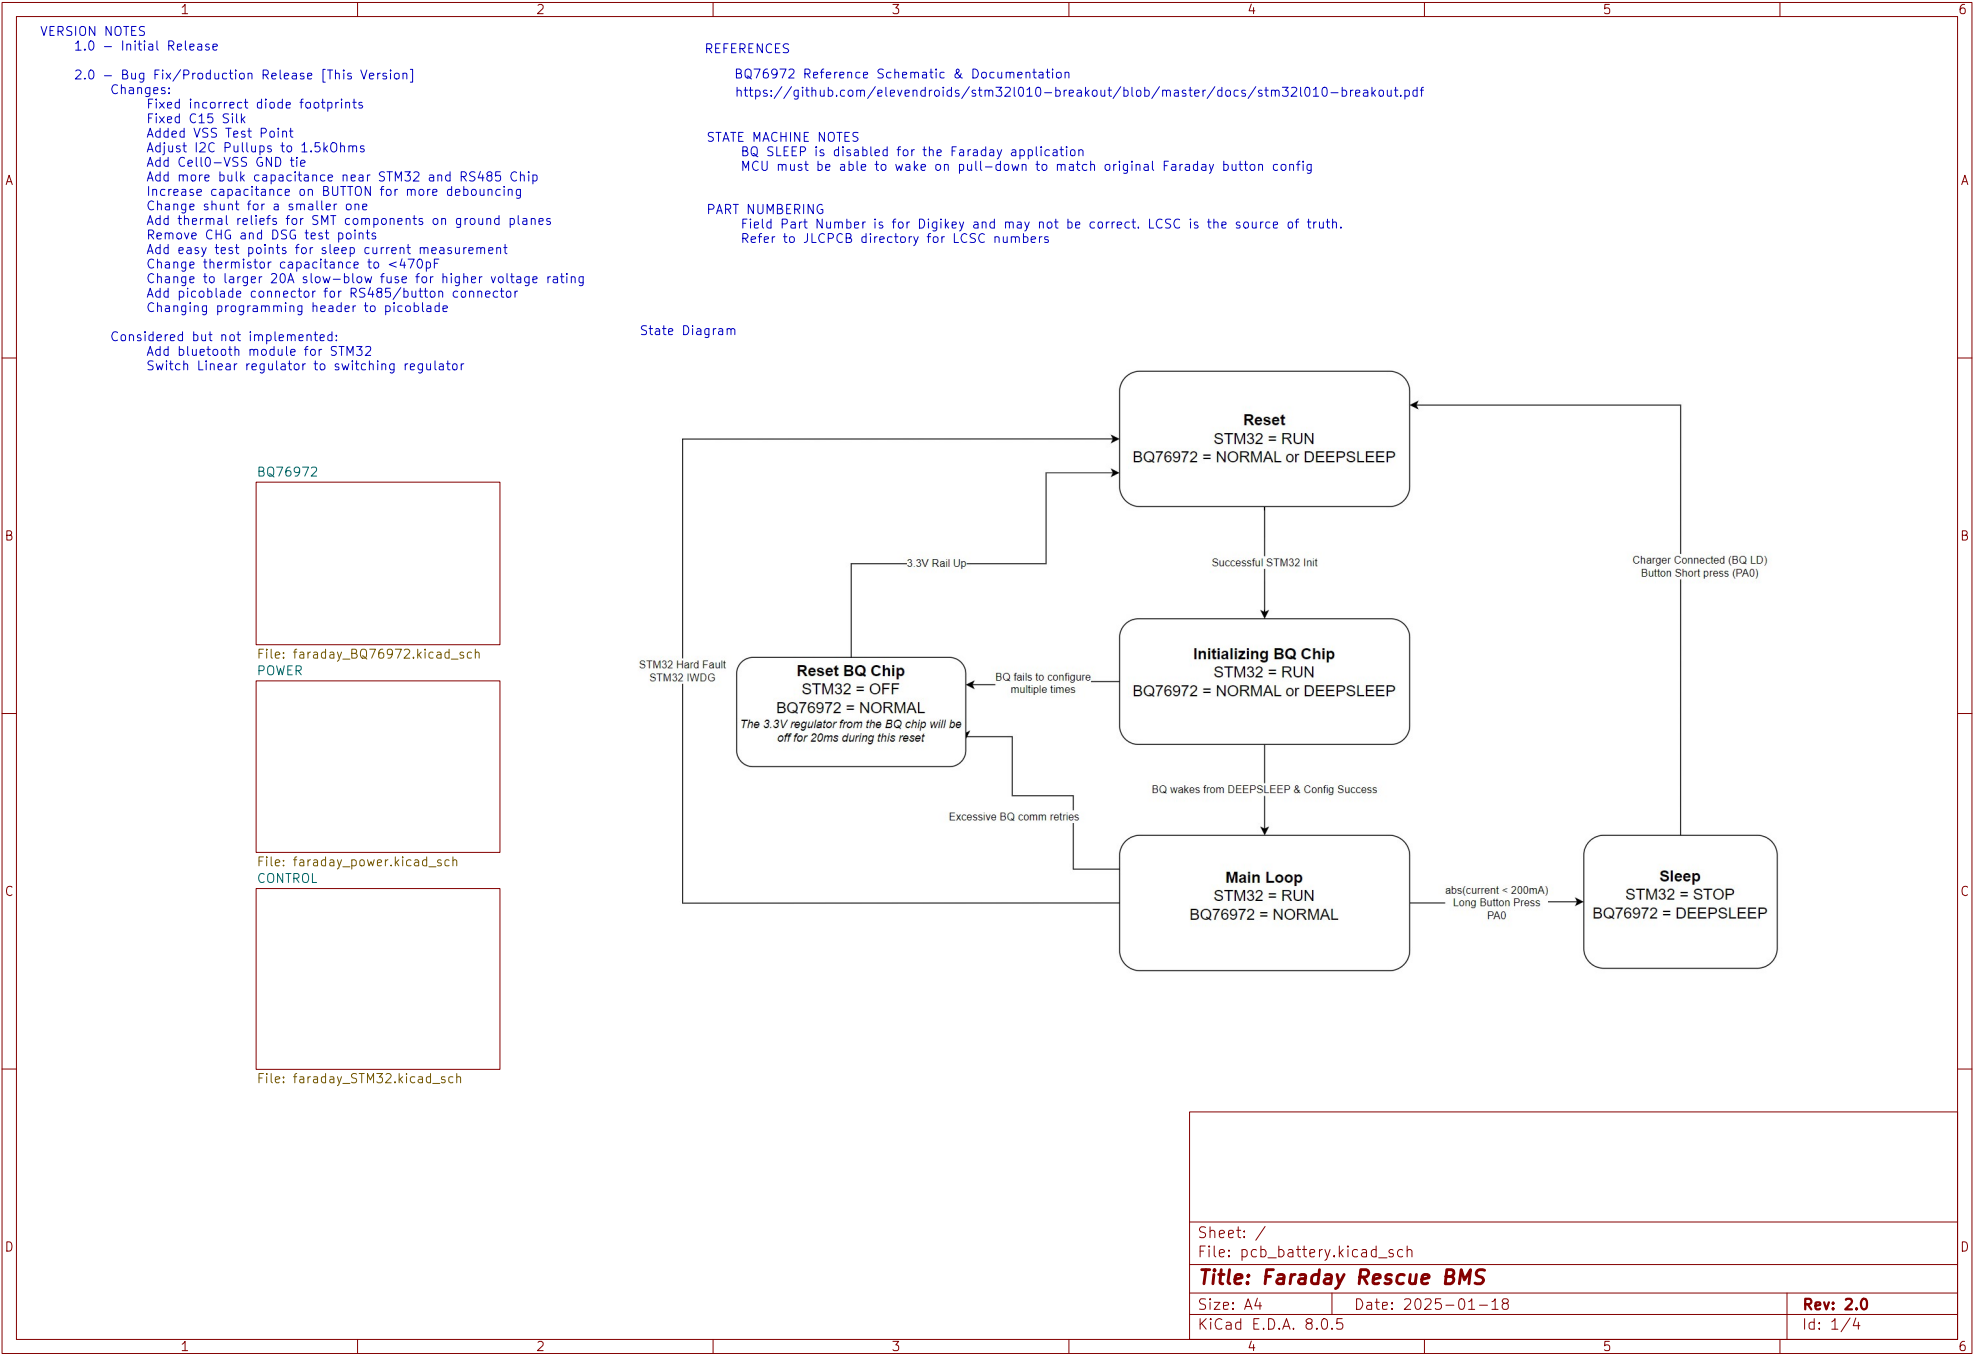 VERSION NOTES
1.0 - Initial Release
2.0 - Bug Fix/Production Release [This Version]
Changes:
Fixed incorrect diode footprints
Fixed C15 Silk
Added VSS Test Point
Adjust I2C Pullups to 1.5kOhms
Add Cell0-VSS GND tie
Add more bulk capacitance near STM32 and RS485 Chip
Increase capacitance on BUTTON for more debouncing
Change shunt for a smaller one
Add thermal reliefs for SMT components on ground planes
Remove CHG and DSG test points
Add easy test points for sleep current measurement
Change thermistor capacitance to <470pF
Change to larger 20A slow-blow fuse for higher voltage rating
Add picoblade connector for RS485/button connector
Changing programming header to picoblade
Considered but not implemented:
Add bluetooth module for STM32
Switch Linear regulator to switching regulator
REFERENCES
BQ76972 Reference Schematic & Documentation
https://github.com/elevendroids/stm32l010-breakout/blob/master/docs/stm32l010-breakout.pdf
STATE MACHINE NOTES
BQ SLEEP is disabled for the Faraday application
MCU must be able to wake on pull-down to match original Faraday button config
PART NUMBERING
Field Part Number is for Digikey and may not be correct. LCSC is the source of truth.
Refer to JLCPCB directory for LCSC numbers
State Diagram
Reset
STM32 = RUN
BQ76972 = NORMAL or DEEPSLEEP
3.3V Rail Up
Successful STM32 Init
Charger Connected (BQ LD)
Button Short press (PA0)
STM32 Hard Fault
STM32 IWDG
Reset BQ Chip
STM32 = OFF
BQ76972 = NORMAL
The 3.3V regulator from the BQ chip will be
off for 20ms during this reset
BQ fails to configure
multiple times
Initializing BQ Chip
STM32 = RUN
BQ76972 = NORMAL or DEEPSLEEP
BQ wakes from DEEPSLEEP & Config Success
Excessive BQ comm retries
Main Loop
STM32 = RUN
BQ76972 = NORMAL
abs(current < 200mA)
Long Button Press
PA0
Sleep
STM32 = STOP
BQ76972 = DEEPSLEEP
BQ76972
File: faraday_BQ76972.kicad_sch
POWER
File: faraday_power.kicad_sch
CONTROL
File: faraday_STM32.kicad_sch
Sheet: /
File: pcb_battery.kicad_sch
Title: Faraday Rescue BMS
Size: A4
Date: 2025-01-18
Rev: 2.0
KiCad E.D.A. 8.0.5
Id: 1/4
1
2
3
4
5
6
A
B
C
D
A
B
C
D
1
2
3
4
5
6